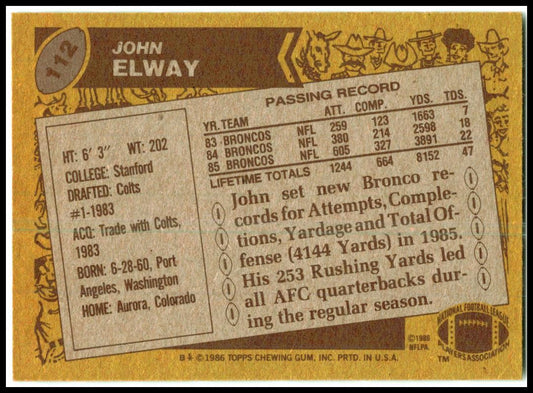 112
JOHN
ELWAY
HT: 6' 3" WT: 202
COLLEGE: Stanford
DRAFTED: Colts
#1-1983
ACQ: Trade with Colts,
1983
BORN: 6-28-60, Port
Angeles, Washington
HOME: Aurora, Colorado
PASSING RECORD
YR. TEAM ATT. COMP. YDS. TDS.
83 BRONCOS NFL 259 123 1663 7
84 BRONCOS NFL 380 214 2598 18
85 BRONCOS NFL 605 327 3891 22
LIFETIME TOTALS 1244 664 8152 47
John set new Bronco re-
cords for Attempts, Comple-
tions, Yardage and Total Of-
fense (4144 Yards) in 1985.
His 253 Rushing Yards led
all AFC quarterbacks dur-
ing the regular season.
©1986
NFLPA.
NATIONAL FOOTBALL LEAGUE
PLAYERS ASSOCIATION
TM
B* ©1986 TOPPS CHEWING GUM, INC. PRTD. IN U.S.A.